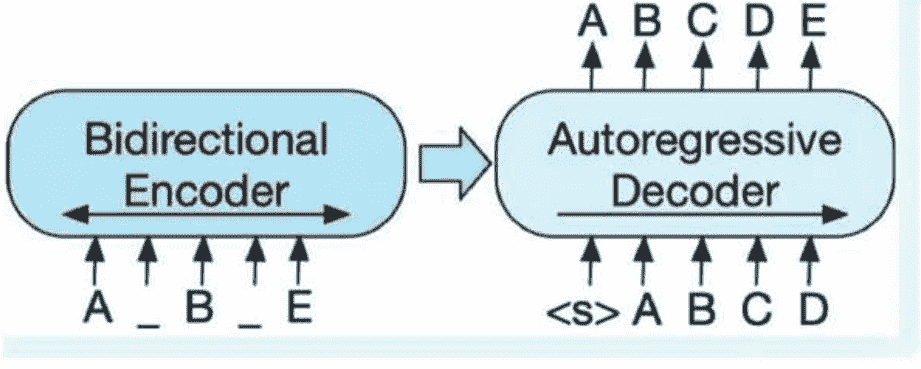 A B C D E
Bidirectional
Encoder
Autoregressive
Decoder
A _ B _ E
<s> A B C D